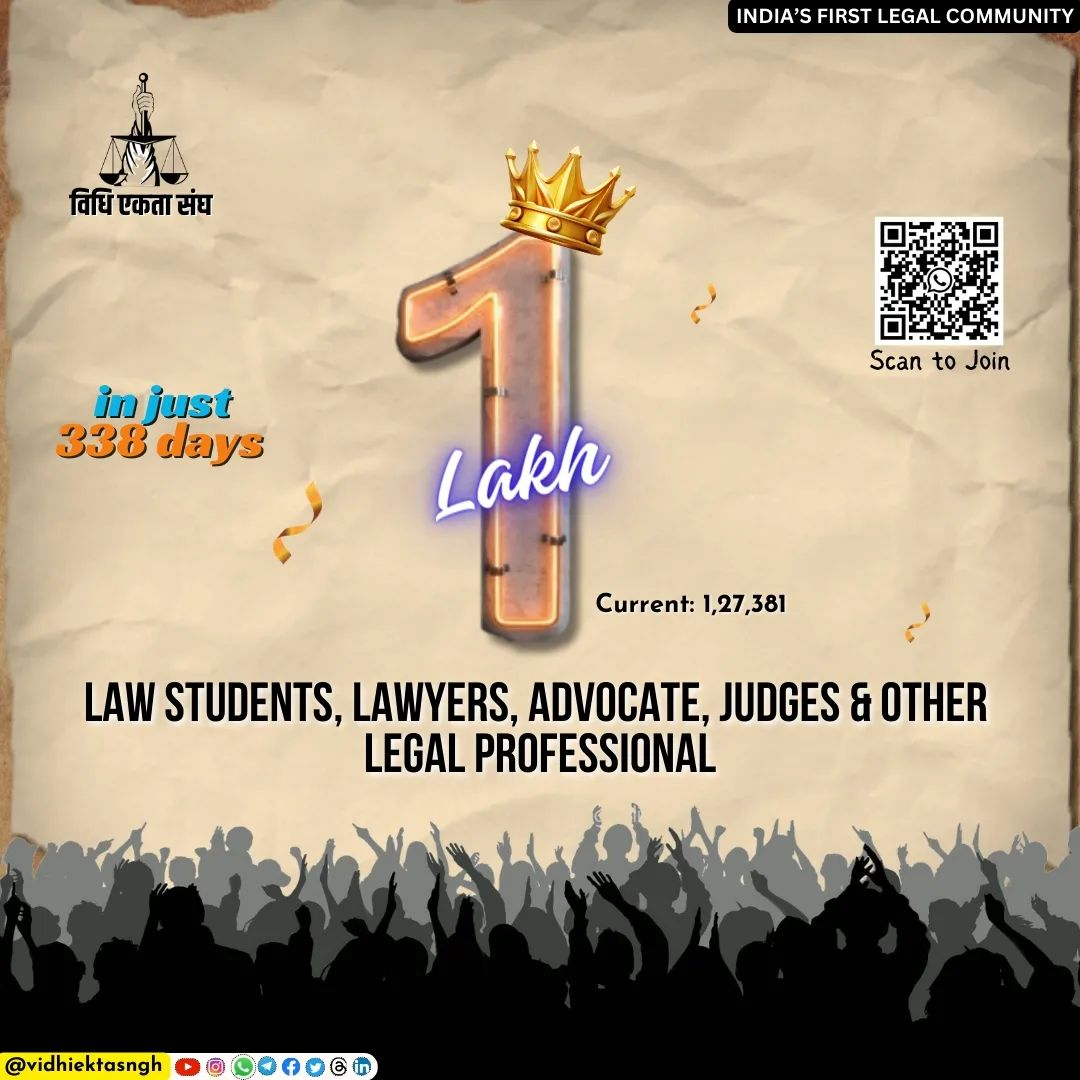 INDIA'S FIRST LEGAL COMMUNITY
विधि एकता संघ
Scan to Join
in just
338 days
1
Lakh
Current: 1,27,381
LAW STUDENTS, LAWYERS, ADVOCATE, JUDGES & OTHER
LEGAL PROFESSIONAL
@vidhiektasngh